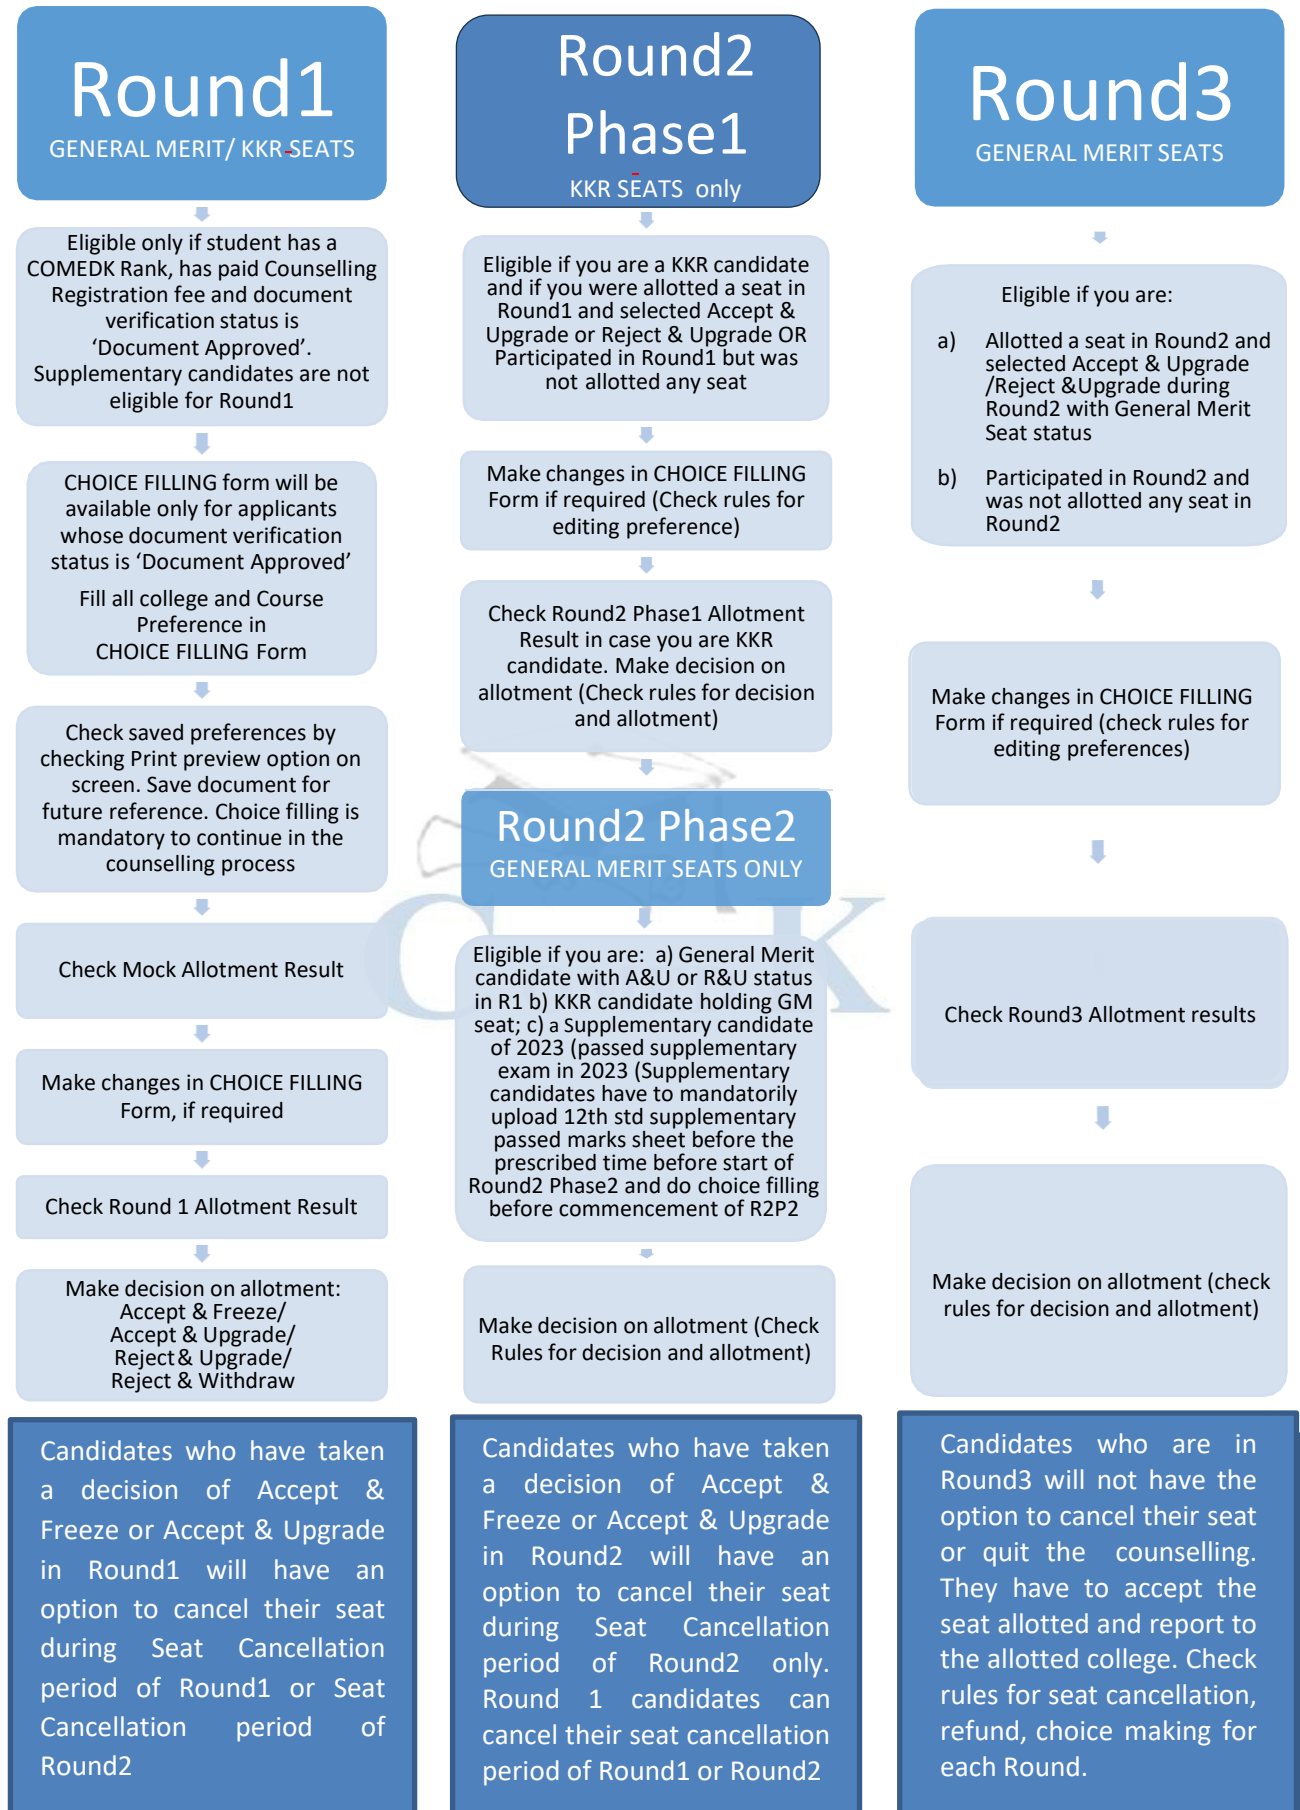 Round1
GENERAL MERIT/ KKR SEATS
Eligible only if student has a
COMEDK Rank, has paid Counselling
Registration fee and document
verification status is
‘Document Approved’.
Supplementary candidates are not
eligible for Round1
CHOICE FILLING form will be
available only for applicants
whose document verification
status is ‘Document Approved’
Fill all college and Course
Preference in
CHOICE FILLING Form
Check saved preferences by
checking Print preview option on
screen. Save document for
future reference. Choice filling is
mandatory to continue in the
counselling process
Check Mock Allotment Result
Make changes in CHOICE FILLING
Form, if required
Check Round 1 Allotment Result
Make decision on allotment:
Accept & Freeze/
Accept & Upgrade/
Reject & Upgrade/
Reject & Withdraw
Candidates who have taken
a decision of Accept &
Freeze or Accept & Upgrade
in Round1 will have an
option to cancel their seat
during Seat Cancellation
period of Round1 or Seat
Cancellation period of
Round2
Round2
Phase1
KKR SEATS only
Eligible if you are a KKR candidate
and if you were allotted a seat in
Round1 and selected Accept &
Upgrade or Reject & Upgrade OR
Participated in Round1 but was
not allotted any seat
Make changes in CHOICE FILLING
Form if required (Check rules for
editing preference)
Check Round2 Phase1 Allotment
Result in case you are KKR
candidate. Make decision on
allotment (Check rules for decision
and allotment)
Round2 Phase2
GENERAL MERIT SEATS ONLY
Eligible if you are: a) General Merit
candidate with A&U or R&U status
in R1 b) KKR candidate holding GM
seat; c) a Supplementary candidate
of 2023 (passed supplementary
exam in 2023 (Supplementary
candidates have to mandatorily
upload 12th std supplementary
passed marks sheet before the
prescribed time before start of
Round2 Phase2 and do choice filling
before commencement of R2P2
Make decision on allotment (Check
Rules for decision and allotment)
Candidates who have taken
a decision of Accept &
Freeze or Accept & Upgrade
in Round2 will have an
option to cancel their seat
during Seat Cancellation
period of Round2 only.
Round 1 candidates can
cancel their seat cancellation
period of Round1 or Round2
Round3
GENERAL MERIT SEATS
Eligible if you are:
a) Allotted a seat in Round2 and
selected Accept & Upgrade
/Reject &Upgrade during
Round2 with General Merit
Seat status
b) Participated in Round2 and
was not allotted any seat in
Round2
Make changes in CHOICE FILLING
Form if required (check rules for
editing preferences)
Check Round3 Allotment results
Make decision on allotment (check
rules for decision and allotment)
Candidates who are in
Round3 will not have the
option to cancel their seat
or quit the counselling.
They have to accept the
seat allotted and report to
the allotted college. Check
rules for seat cancellation,
refund, choice making for
each Round.
C K